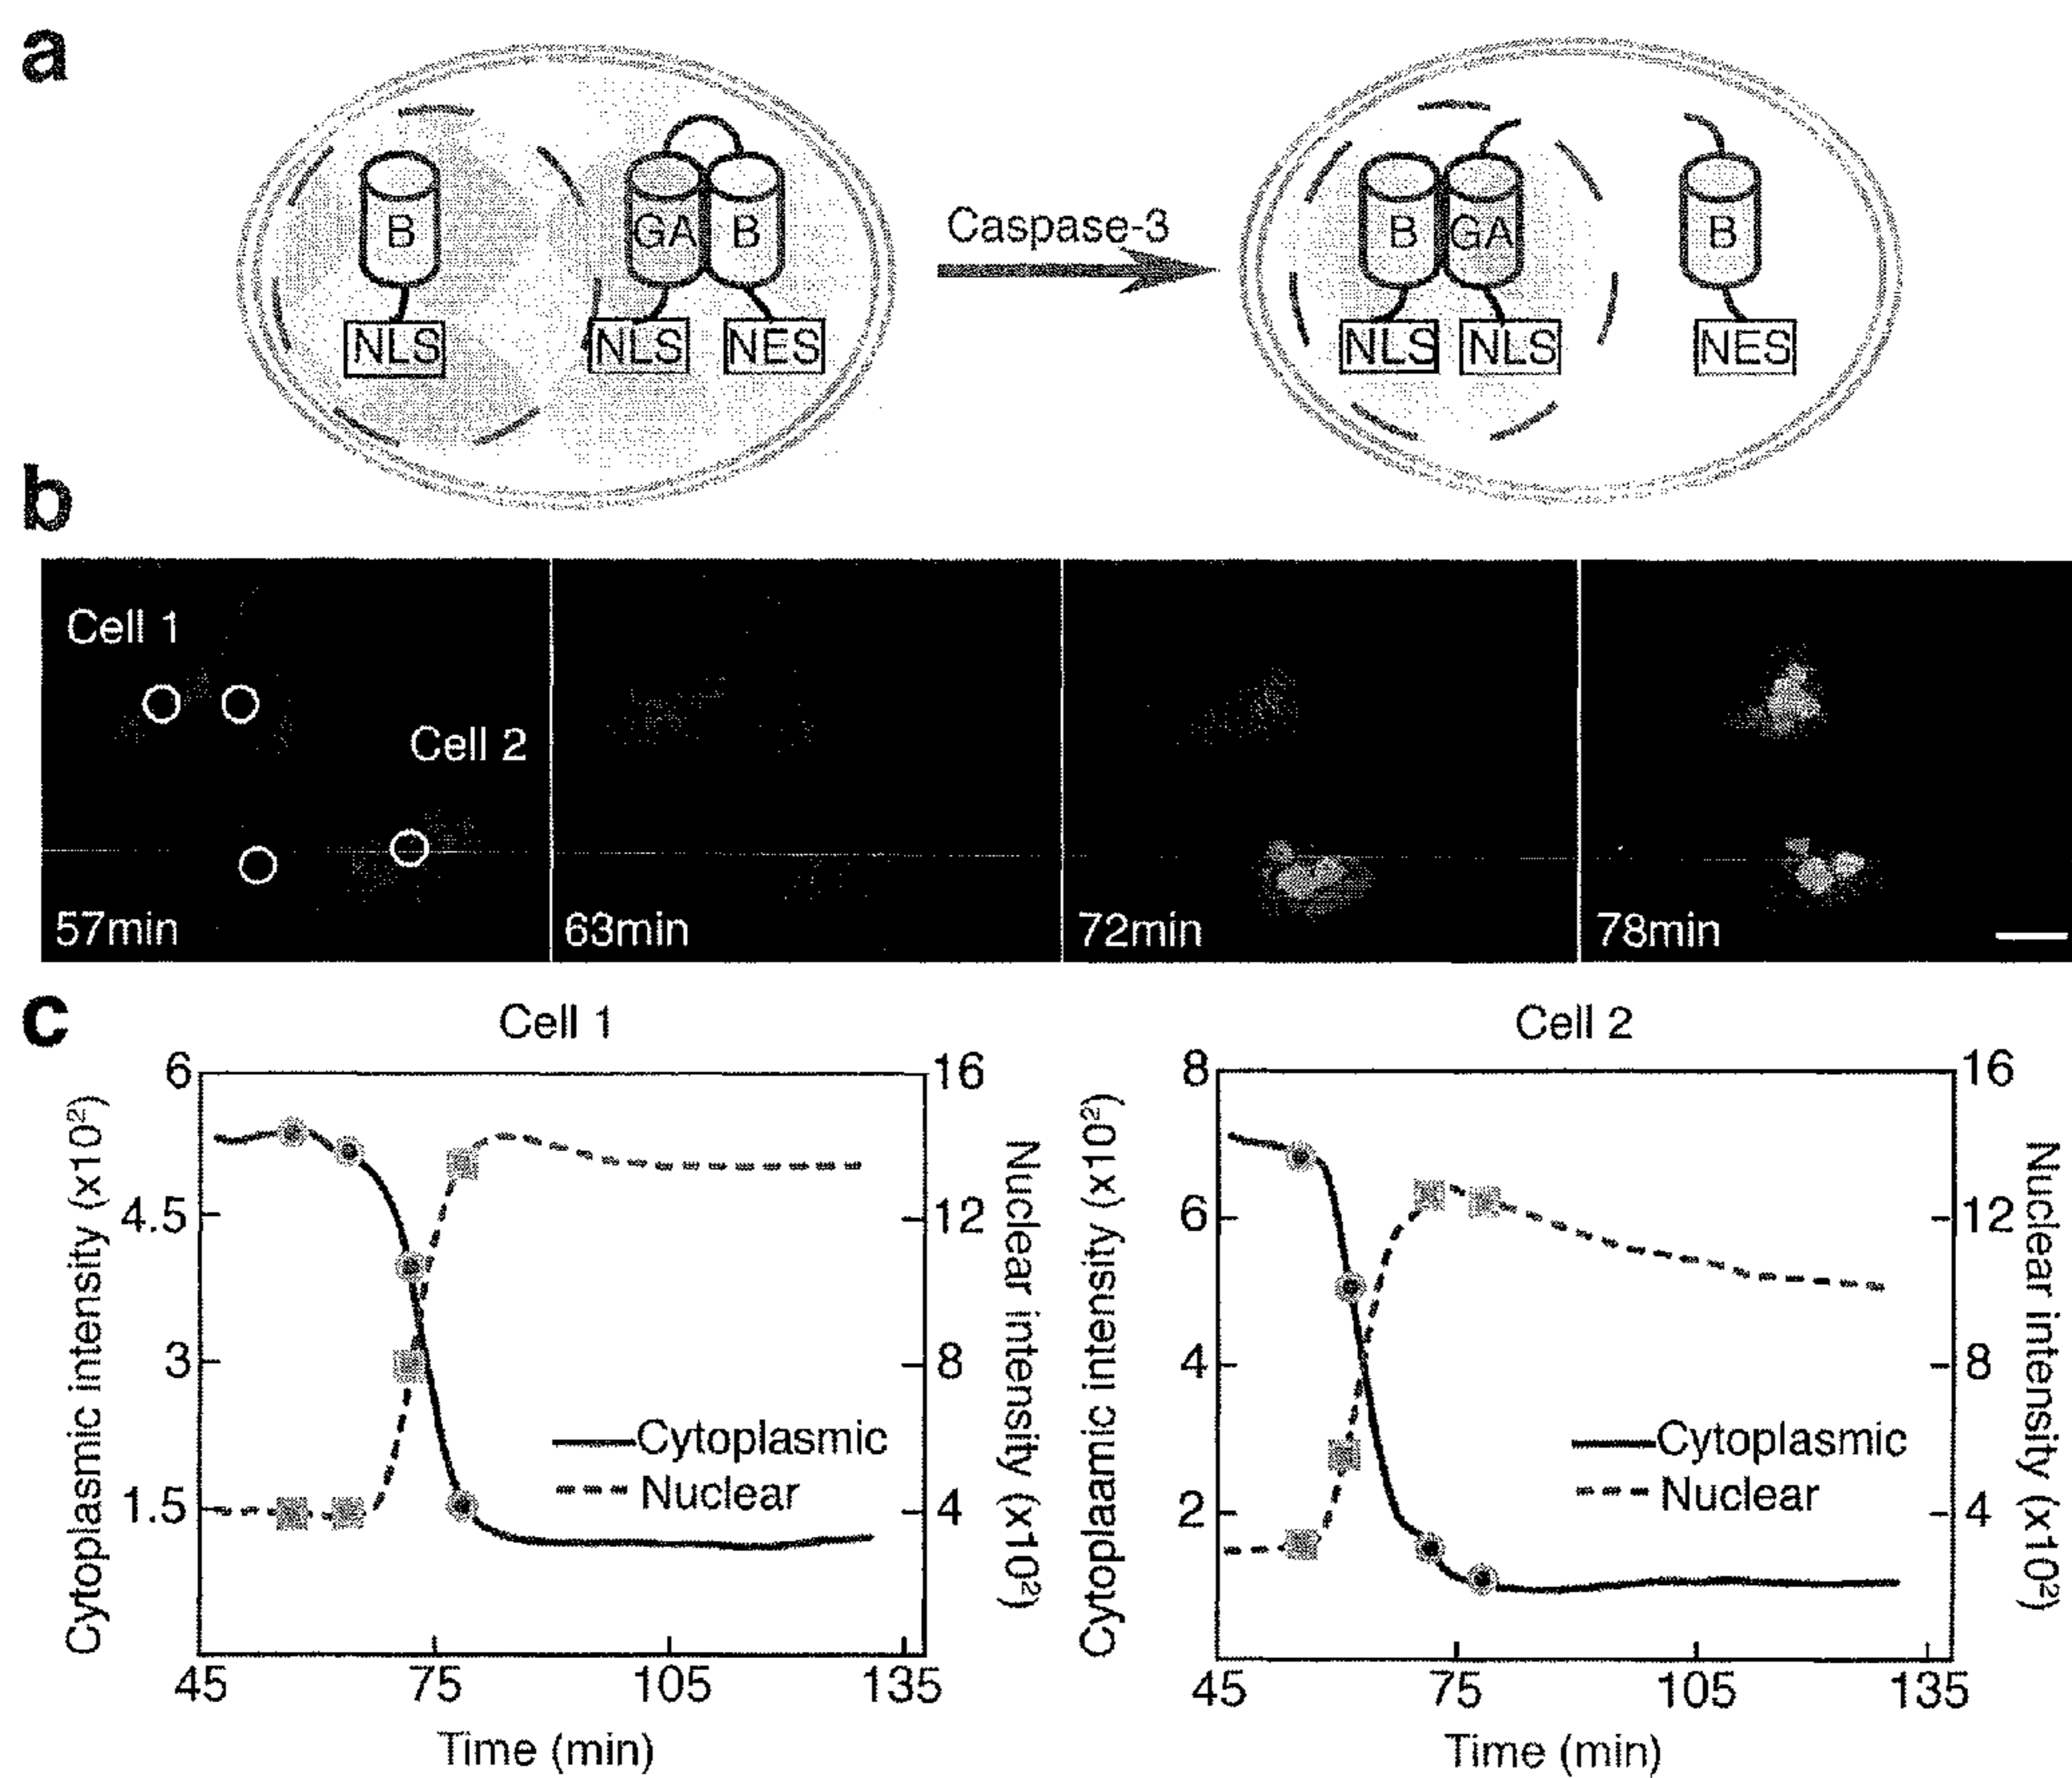 a
B
GA B
NLS
NLS
NES
Caspase-3
B GA
B
NLS
NLS
NES
b
Cell 1
Cell 2
57min
63min
72min
78min
c
Cell 1
Cytoplasmic intensity (x10²)
6
4.5
3
1.5
16
12
8
4
Nuclear intensity (x10²)
Cytoplasmic
Nuclear
45 75 105 135
Time (min)
Cell 2
Cytoplaamic intensity (x10²)
8
6
4
2
16
12
8
4
Nuclear intensity (x10²)
Cytoplasmic
Nuclear
45 75 105 135
Time (min)